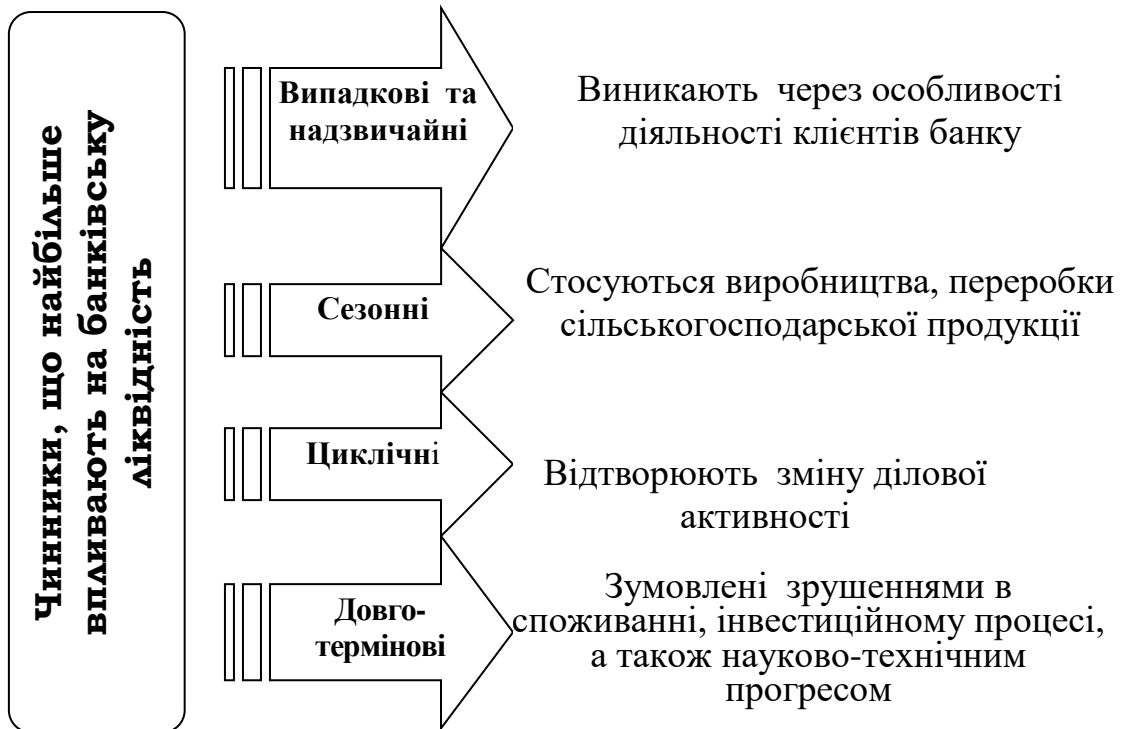 Чинники, що найбільше
впливають на банківську
ліквідність
Випадкові та
надзвичайні
Виникають через особливості
діяльності клієнтів банку
Сезонні
Стосуються виробництва, переробки
сільськогосподарської продукції
Циклічні
Відтворюють зміну ділової
активності
Довго-
термінові
Зумовлені зрушеннями в
споживанні, інвестиційному процесі,
а також науково-технічним
прогресом